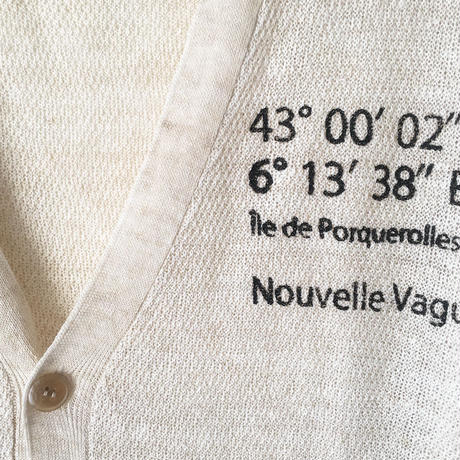 43° 00′ 02″
6° 13′ 38″ E
Île de Porquerolles
Nouvelle Vagu